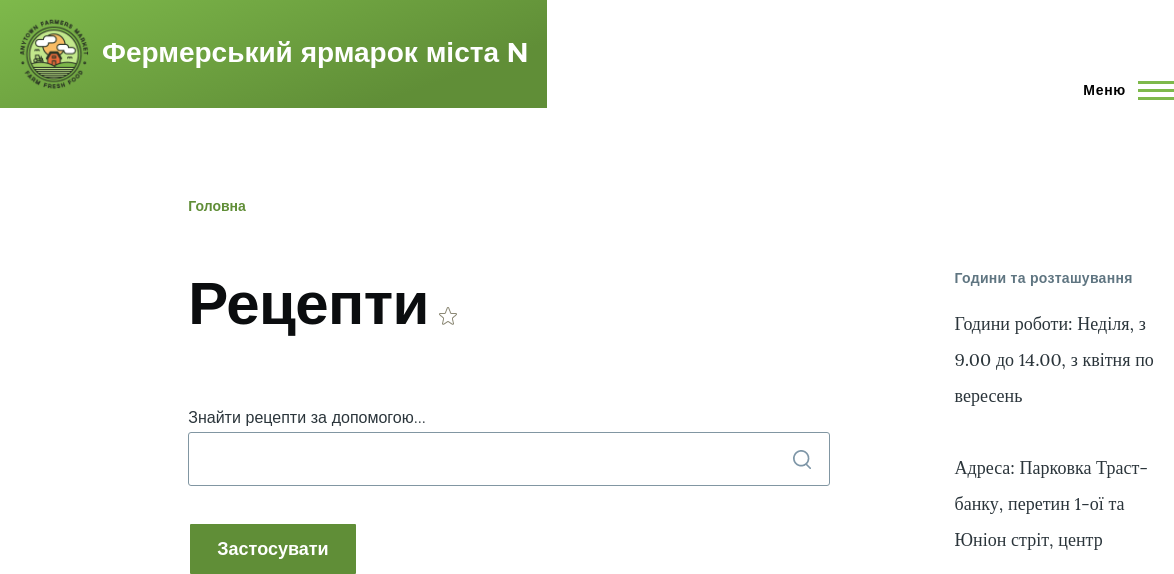 ANYTOWN FARMERS MARKET
FARM FRESH FOOD
Фермерський ярмарок міста N
Меню
Головна
Рецепти
Знайти рецепти за допомогою...
Застосувати
Години та розташування
Години роботи: Неділя, з
9.00 до 14.00, з квітня по
вересень
Адреса: Парковка Траст-
банку, перетин 1-ої та
Юніон стріт, центр